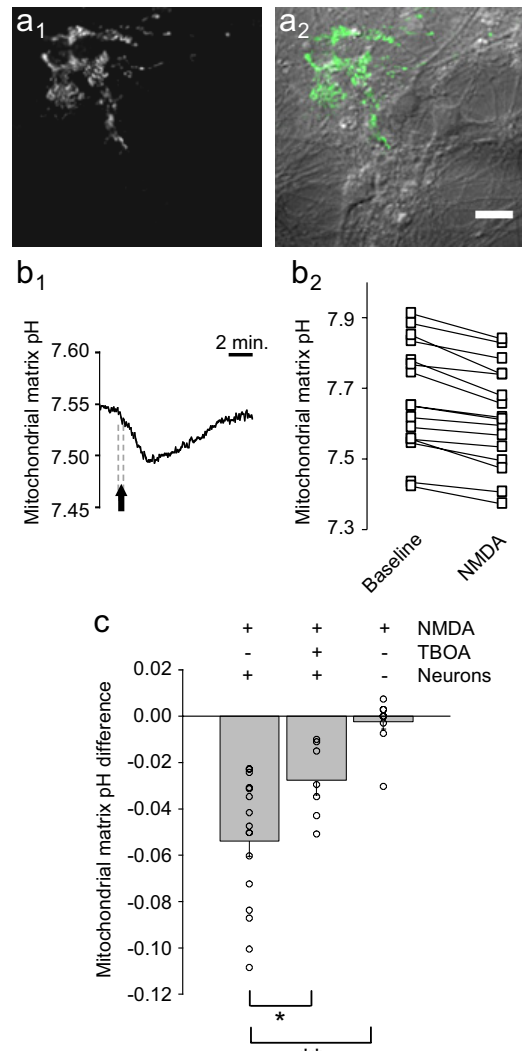 a1
a2
b1
b2
Mitochondrial matrix pH
7.60
7.55
7.50
7.45
2 min.
Mitochondrial matrix pH
7.9
7.7
7.5
7.3
Baseline
NMDA
c
+ + + NMDA
- + - TBOA
+ + - Neurons
Mitochondrial matrix pH difference
0.02
0.00
-0.02
-0.04
-0.06
-0.08
-0.10
-0.12
*